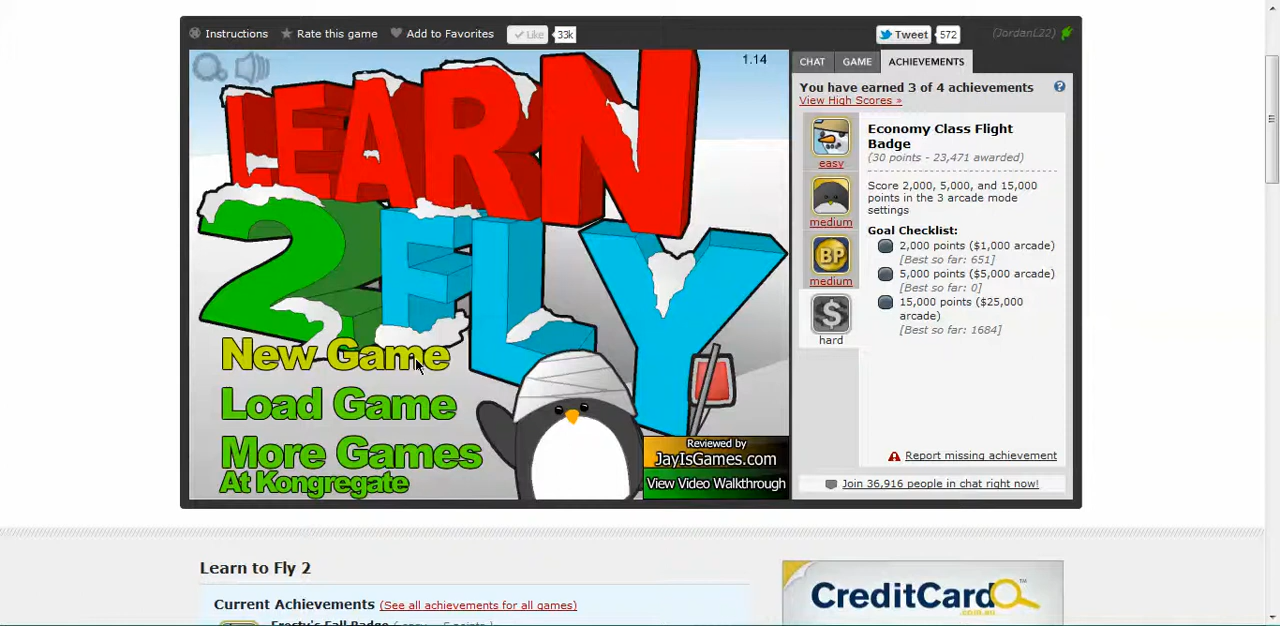 Instructions Rate this game Add to Favorites Like 33k Tweet 572 (JordanL22)
1.14
LEARN
2 FLY
New Game
Load Game
More Games
At Kongregate
Reviewed by
JayIsGames.com
View Video Walkthrough
CHAT GAME ACHIEVEMENTS
You have earned 3 of 4 achievements ?
View High Scores »
easy
medium
BP
medium
$
hard
Economy Class Flight
Badge
(30 points - 23,471 awarded)
Score 2,000, 5,000, and 15,000
points in the 3 arcade mode
settings
Goal Checklist:
2,000 points ($1,000 arcade)
[Best so far: 651]
5,000 points ($5,000 arcade)
[Best so far: 0]
15,000 points ($25,000
arcade)
[Best so far: 1684]
Report missing achievement
Join 36,916 people in chat right now!
Learn to Fly 2
Current Achievements (See all achievements for all games)
CreditCard
.com.au
TM